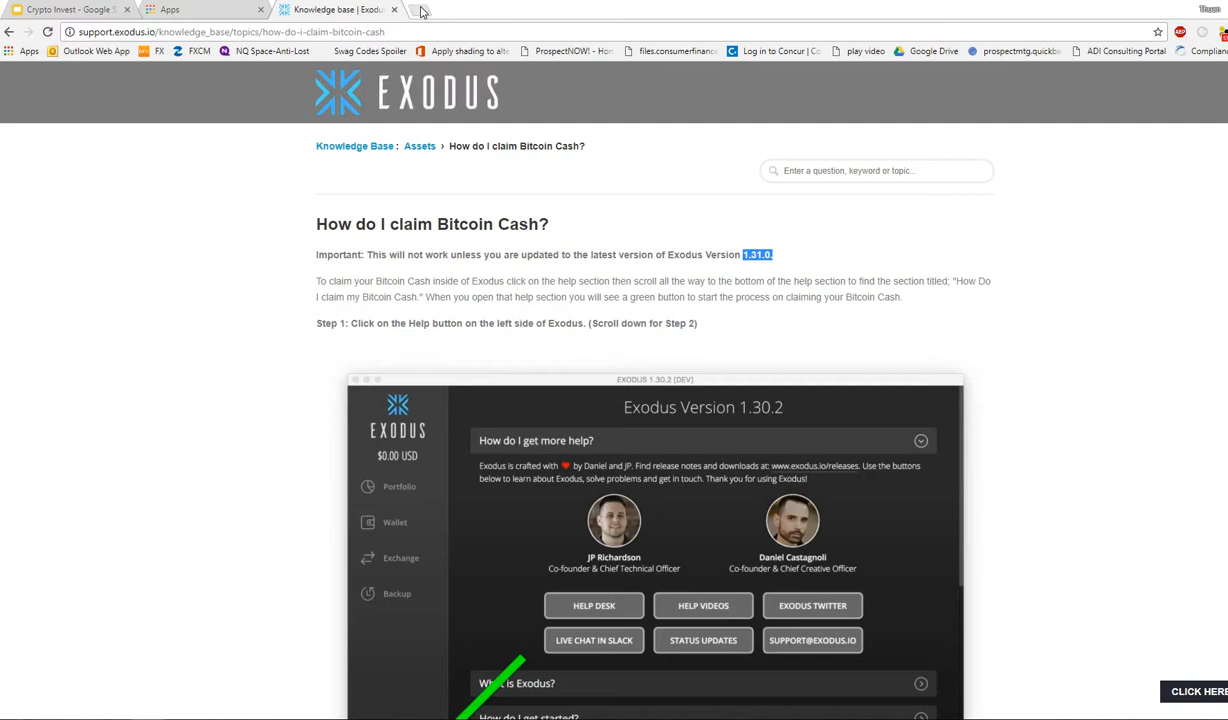 Crypto Invest - Google S
Apps
Knowledge base | Exodu
Thuan
support.exodus.io/knowledge_base/topics/how-do-i-claim-bitcoin-cash
Apps Outlook Web App FX FXCM NQ Space-Anti-Lost Swag Codes Spoiler Apply shading to alte ProspectNOW! - Hom files.consumerfinance Log in to Concur | Co play video Google Drive prospectmtg.quickba ADI Consulting Portal Complianc
EXODUS
Knowledge Base : Assets › How do I claim Bitcoin Cash?
Enter a question, keyword or topic...
How do I claim Bitcoin Cash?
Important: This will not work unless you are updated to the latest version of Exodus Version 1.31.0.
To claim your Bitcoin Cash inside of Exodus click on the help section then scroll all the way to the bottom of the help section to find the section titled; "How Do
I claim my Bitcoin Cash." When you open that help section you will see a green button to start the process on claiming your Bitcoin Cash.
Step 1: Click on the Help button on the left side of Exodus. (Scroll down for Step 2)
EXODUS 1.30.2 [DEV]
EXODUS
$0.00 USD
Portfolio
Wallet
Exchange
Backup
Exodus Version 1.30.2
How do I get more help?
Exodus is crafted with ♥ by Daniel and JP. Find release notes and downloads at: www.exodus.io/releases. Use the buttons
below to learn about Exodus, solve problems and get in touch. Thank you for using Exodus!
JP Richardson Daniel Castagnoli
Co-founder & Chief Technical Officer Co-founder & Chief Creative Officer
HELP DESK HELP VIDEOS EXODUS TWITTER
LIVE CHAT IN SLACK STATUS UPDATES SUPPORT@EXODUS.IO
What is Exodus?
How do I get started?
CLICK HERE